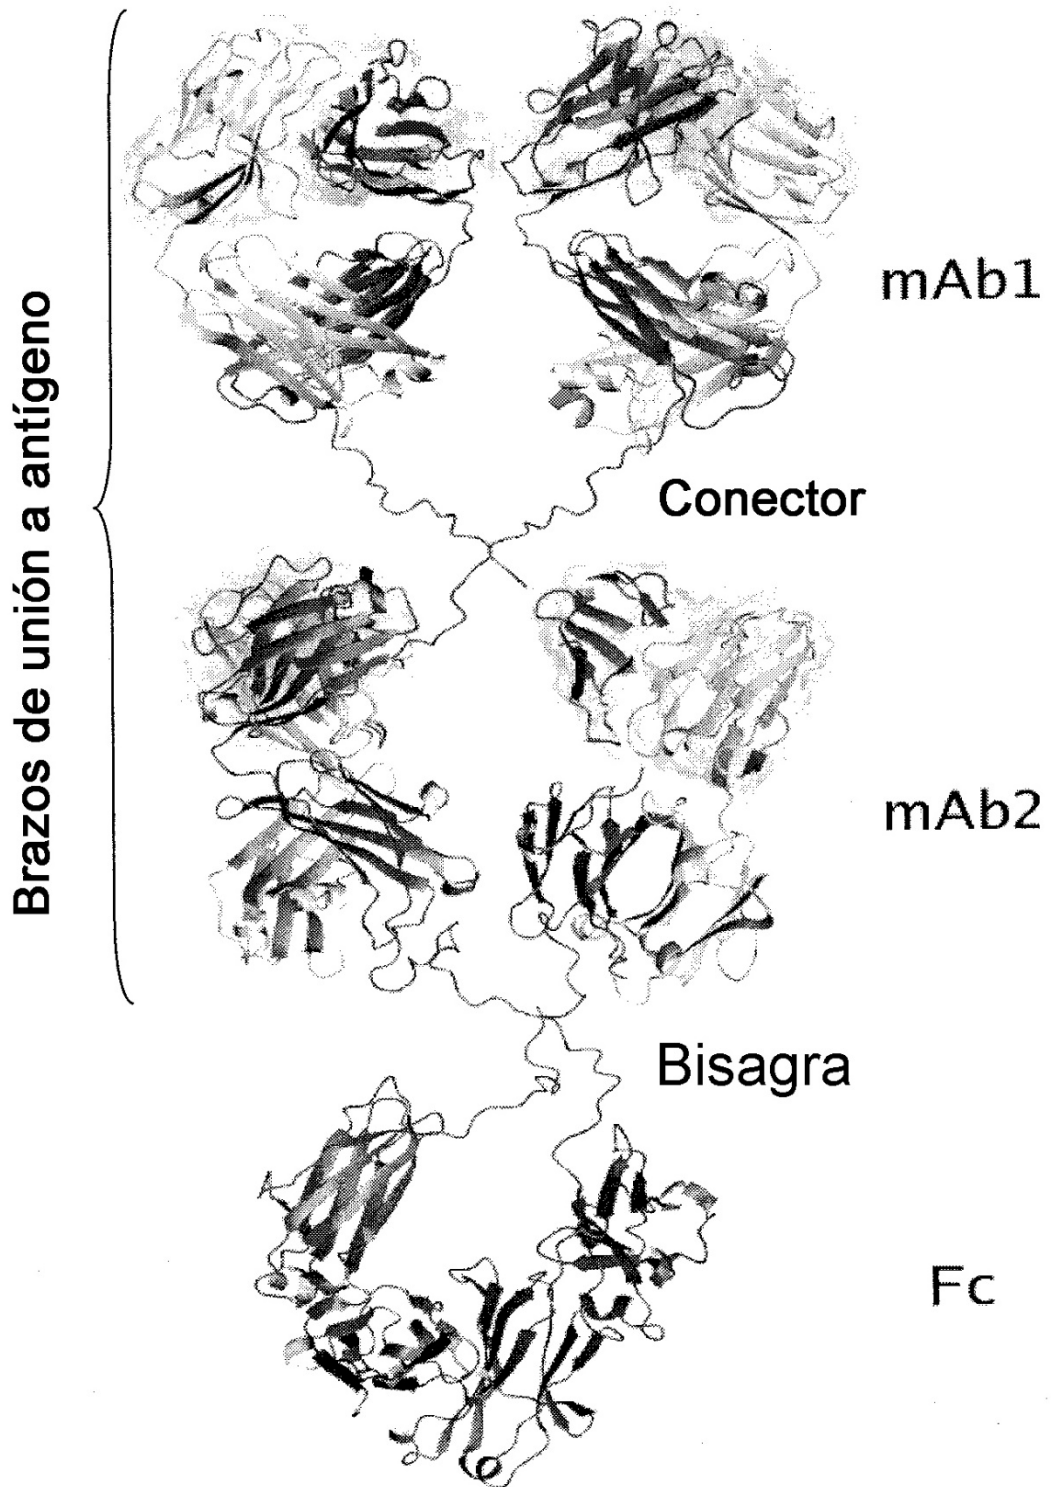 Brazos de unión a antígeno
mAb1
Conector
mAb2
Bisagra
Fc